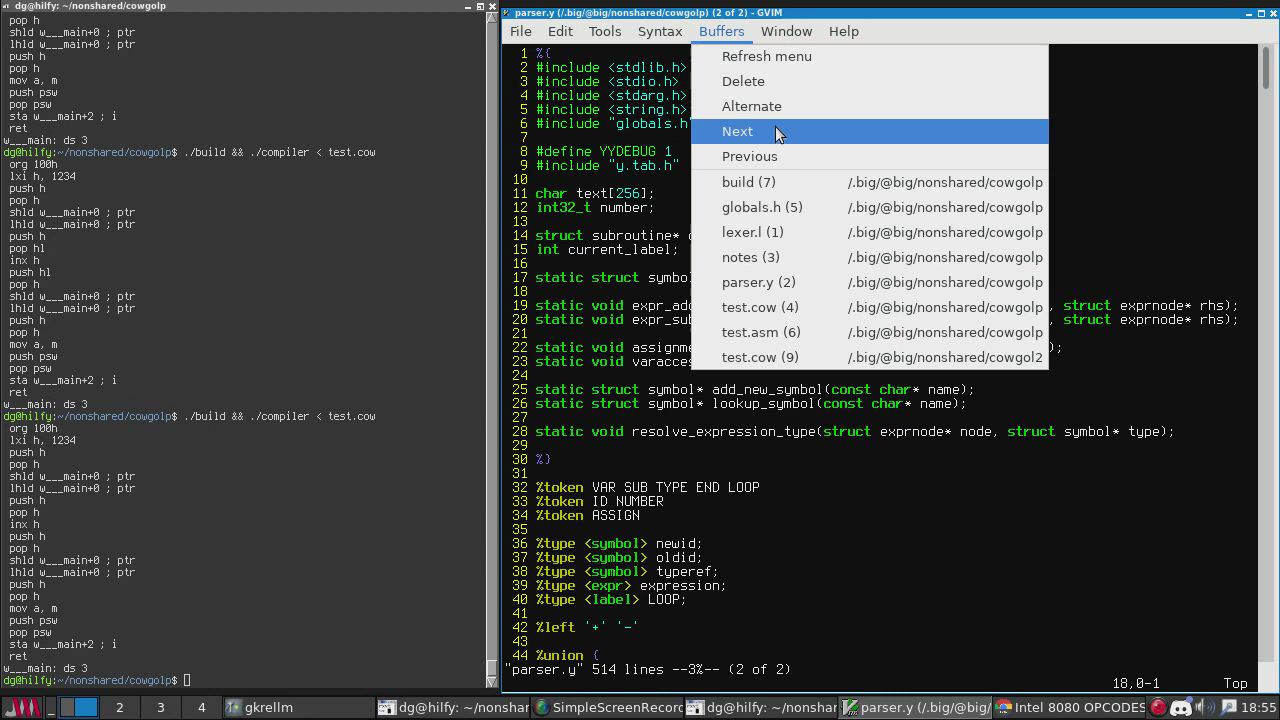 dg@hilfy: ~/nonshared/cowgolp
pop h
shld w___main+0 ; ptr
lhld w___main+0 ; ptr
push h
pop h
mov a, m
push psw
pop psw
sta w___main+2 ; i
ret
w___main: ds 3
dg@hilfy:~/nonshared/cowgolp$ ./build && ./compiler < test.cow
org 100h
lxi h, 1234
push h
pop h
shld w___main+0 ; ptr
lhld w___main+0 ; ptr
push h
pop hl
inx h
push hl
pop h
shld w___main+0 ; ptr
lhld w___main+0 ; ptr
push h
pop h
mov a, m
push psw
pop psw
sta w___main+2 ; i
ret
w___main: ds 3
dg@hilfy:~/nonshared/cowgolp$ ./build && ./compiler < test.cow
org 100h
lxi h, 1234
push h
pop h
shld w___main+0 ; ptr
lhld w___main+0 ; ptr
push h
pop h
inx h
push h
pop h
shld w___main+0 ; ptr
lhld w___main+0 ; ptr
push h
pop h
mov a, m
push psw
pop psw
sta w___main+2 ; i
ret
w___main: ds 3
dg@hilfy:~/nonshared/cowgolp$
parser.y (/.big/@big/nonshared/cowgolp) (2 of 2) - GVIM
File Edit Tools Syntax Buffers Window Help
Refresh menu
Delete
Alternate
Next
Previous
build (7) /.big/@big/nonshared/cowgolp
globals.h (5) /.big/@big/nonshared/cowgolp
lexer.l (1) /.big/@big/nonshared/cowgolp
notes (3) /.big/@big/nonshared/cowgolp
parser.y (2) /.big/@big/nonshared/cowgolp
test.cow (4) /.big/@big/nonshared/cowgolp
test.asm (6) /.big/@big/nonshared/cowgolp
test.cow (9) /.big/@big/nonshared/cowgol2
1 %{
2 #include <stdlib.h>
3 #include <stdio.h>
4 #include <stdarg.h>
5 #include <string.h>
6 #include "globals.h"
7
8 #define YYDEBUG 1
9 #include "y.tab.h"
10
11 char text[256];
12 int32_t number;
13
14 struct subroutine*
15 int current_label;
16
17 static struct symbo
18
19 static void expr_add , struct exprnode* rhs);
20 static void expr_sub , struct exprnode* rhs);
21
22 static void assignme );
23 static void varacces
24
25 static struct symbol* add_new_symbol(const char* name);
26 static struct symbol* lookup_symbol(const char* name);
27
28 static void resolve_expression_type(struct exprnode* node, struct symbol* type);
29
30 %}
31
32 %token VAR SUB TYPE END LOOP
33 %token ID NUMBER
34 %token ASSIGN
35
36 %type <symbol> newid;
37 %type <symbol> oldid;
38 %type <symbol> typeref;
39 %type <expr> expression;
40 %type <label> LOOP;
41
42 %left '+' '-'
43
44 %union {
"parser.y" 514 lines --3%-- (2 of 2)
18,0-1 Top
2 3 4 gkrellm dg@hilfy: ~/nonshar SimpleScreenRecord dg@hilfy: ~/nonshar parser.y (/.big/@big/ Intel 8080 OPCODES 18:55